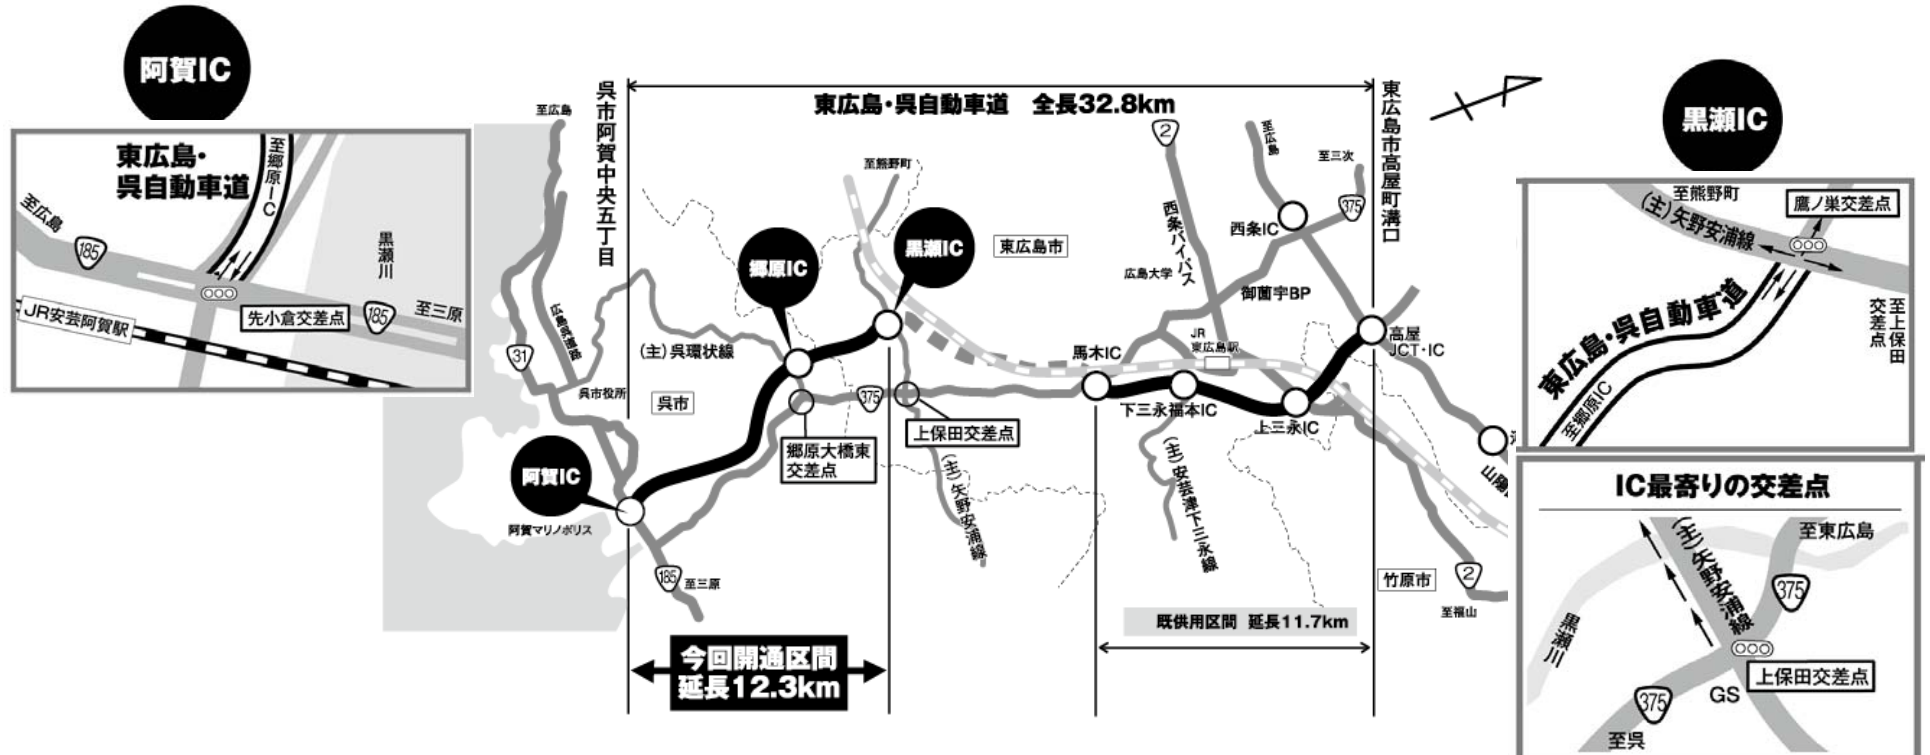 阿賀IC
東広島・
呉自動車道
至郷原IC
至広島
185
黒瀬川
先小倉交差点
185
至三原
JR安芸阿賀駅
呉市阿賀中央五丁目
東広島・呉自動車道 全長32.8km
東広島市高屋町溝口
至広島
31
広島呉道路
(主)呉環状線
呉市役所
呉市
阿賀IC
阿賀マリノポリス
185
至三原
郷原IC
至熊野町
黒瀬IC
東広島市
375
郷原大橋東
交差点
上保田交差点
(主)矢野安浦線
2
西条バイパス
至広島
至三次
375
西条IC
広島大学
御薗宇BP
JR
東広島駅
馬木IC
下三永福本IC
上三永IC
高屋
JCT・IC
(主)安芸津下三永線
竹原市
2
至福山
今回開通区間
延長12.3km
既供用区間 延長11.7km
黒瀬IC
至熊野町
(主)矢野安浦線
鷹ノ巣交差点
東広島・呉自動車道
至郷原IC
至上保田
交差点
IC最寄りの交差点
至東広島
(主)矢野安浦線
375
黒瀬川
上保田交差点
GS
375
至呉